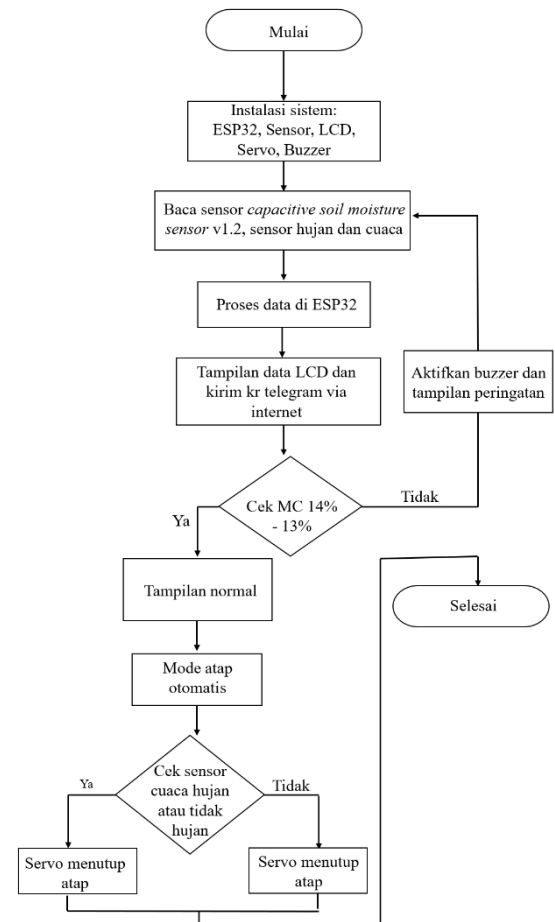 Mulai
Instalasi sistem:
ESP32, Sensor, LCD,
Servo, Buzzer
Baca sensor capacitive soil moisture
sensor v1.2, sensor hujan dan cuaca
Proses data di ESP32
Tampilan data LCD dan
kirim kr telegram via
internet
Aktifkan buzzer dan
tampilan peringatan
Cek MC 14%
- 13%
Tidak
Ya
Tampilan normal
Selesai
Mode atap
otomatis
Cek sensor
cuaca hujan
atau tidak
hujan
Ya
Tidak
Servo menutup
atap
Servo menutup
atap